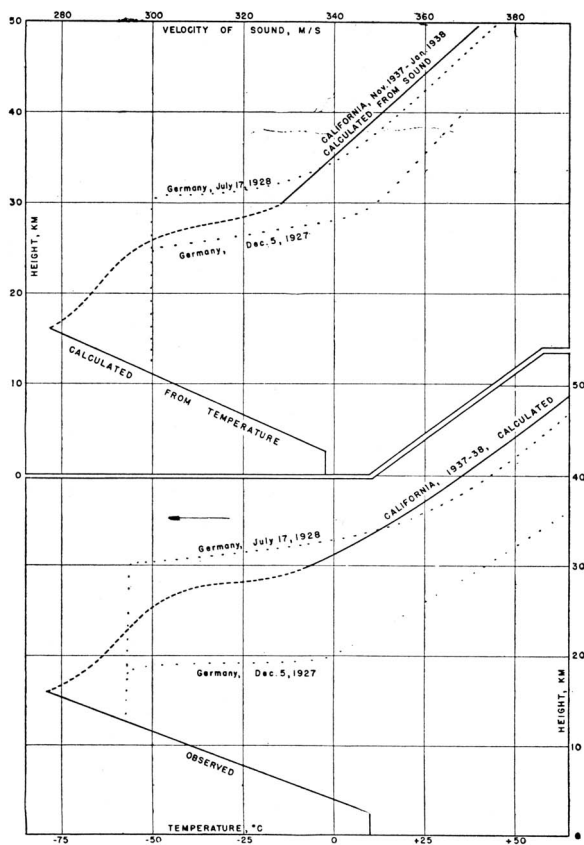 280 300 320 340 360 380
VELOCITY OF SOUND, M/S
50
40
30
20
10
0
HEIGHT, KM
CALIFORNIA, Nov. 1937-Jan. 1938
CALCULATED FROM SOUND
Germany, July 17, 1928
Germany, Dec. 5, 1927
CALCULATED FROM TEMPERATURE
50
40
30
20
10
HEIGHT, KM
CALIFORNIA, 1937-38, CALCULATED
Germany, July 17, 1928
Germany, Dec. 5, 1927
OBSERVED
TEMPERATURE, °C
-75 -50 -25 0 +25 +50